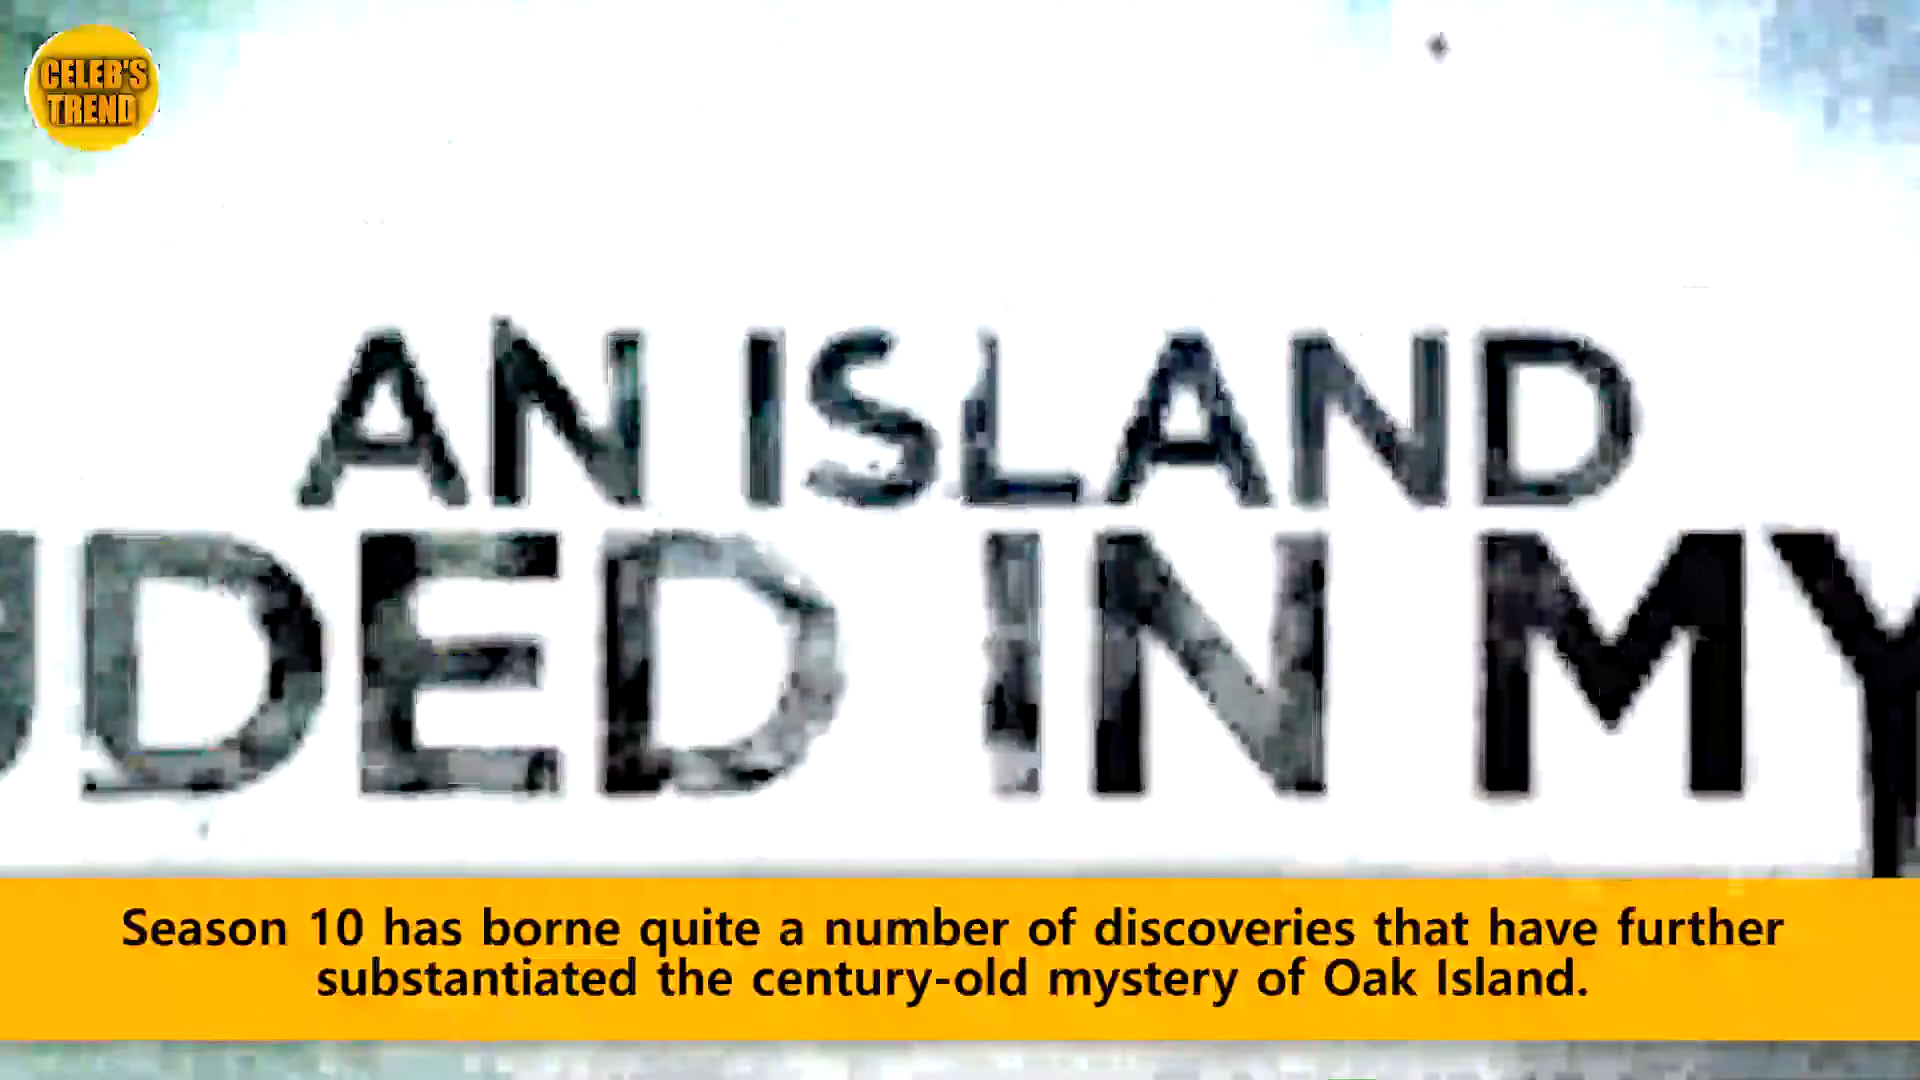 CELEB'S
TREND
AN ISLAND
UDED IN MY
Season 10 has borne quite a number of discoveries that have further
substantiated the century-old mystery of Oak Island.